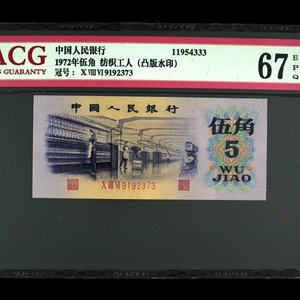 ACG
GUARANTY
中国人民银行
11954333
1972年伍角 纺织工人（凸版水印）
冠号： X VIII VI 9192373
67
E
P
Q
中国人民银行
伍角
5
WU
JIAO
X VIII VI 9192373